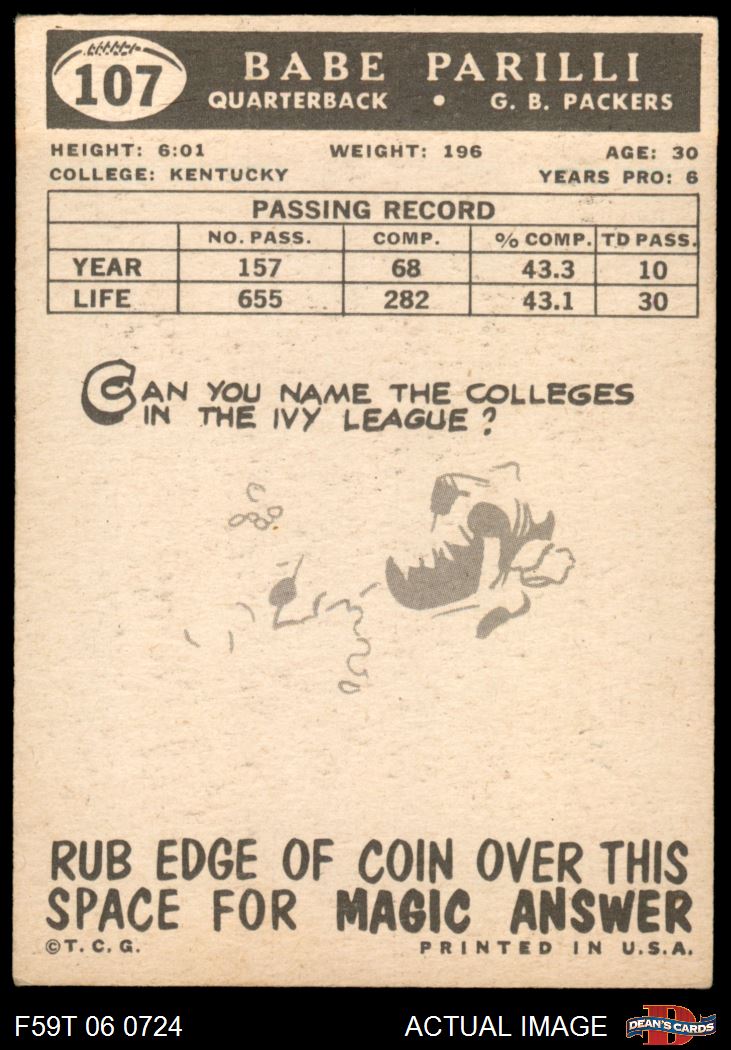 107
BABE PARILLI
QUARTERBACK • G. B. PACKERS
HEIGHT: 6:01 WEIGHT: 196 AGE: 30
COLLEGE: KENTUCKY YEARS PRO: 6
PASSING RECORD
NO. PASS. COMP. % COMP. TD PASS.
YEAR 157 68 43.3 10
LIFE 655 282 43.1 30
CAN YOU NAME THE COLLEGES
IN THE IVY LEAGUE?
RUB EDGE OF COIN OVER THIS
SPACE FOR MAGIC ANSWER
©T. C. G. PRINTED IN U.S.A.
F59T 06 0724 ACTUAL IMAGE DEAN'S CARDS